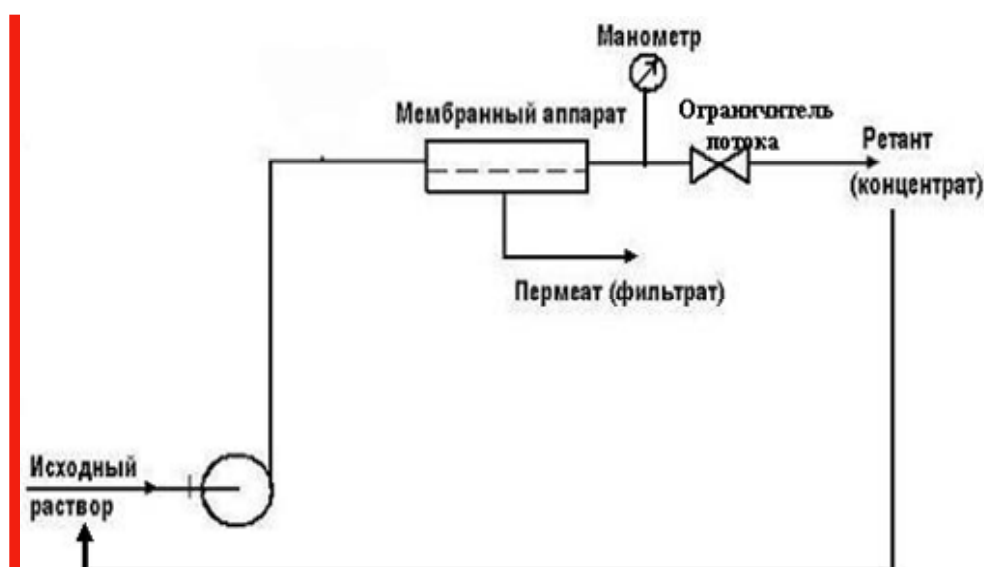 Манометр
Мембранный аппарат
Ограничитель
потока
Ретант
(концентрат)
Пермеат (фильтрат)
Исходный
раствор